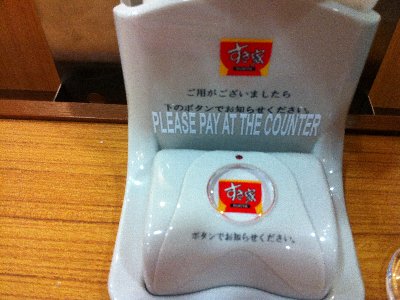 すき家
ご用がございましたら
下のボタンでお知らせください。
PLEASE PAY AT THE COUNTER
すき家
ボタンでお知らせください。